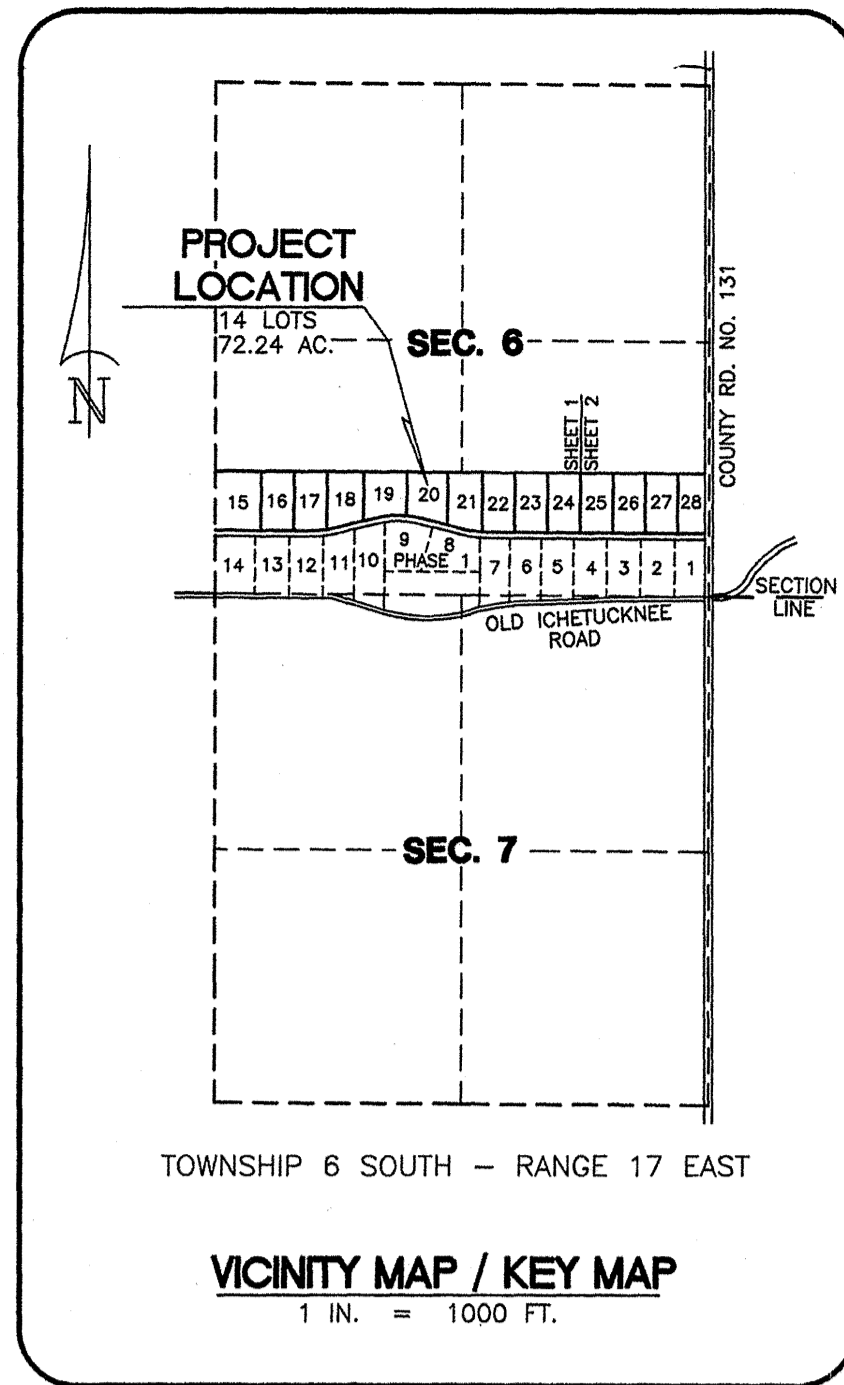 PROJECT
LOCATION
14 LOTS
72.24 AC.
SEC. 6
COUNTY RD. NO. 131
N
SHEET 1
SHEET 2
15 16 17 18 19 20 21 22 23 24 25 26 27 28
14 13 12 11 10 9 8 7 6 5 4 3 2 1
PHASE 1
SECTION
LINE
OLD ICHETUCKNEE
ROAD
SEC. 7
TOWNSHIP 6 SOUTH – RANGE 17 EAST
VICINITY MAP / KEY MAP
1 IN. = 1000 FT.